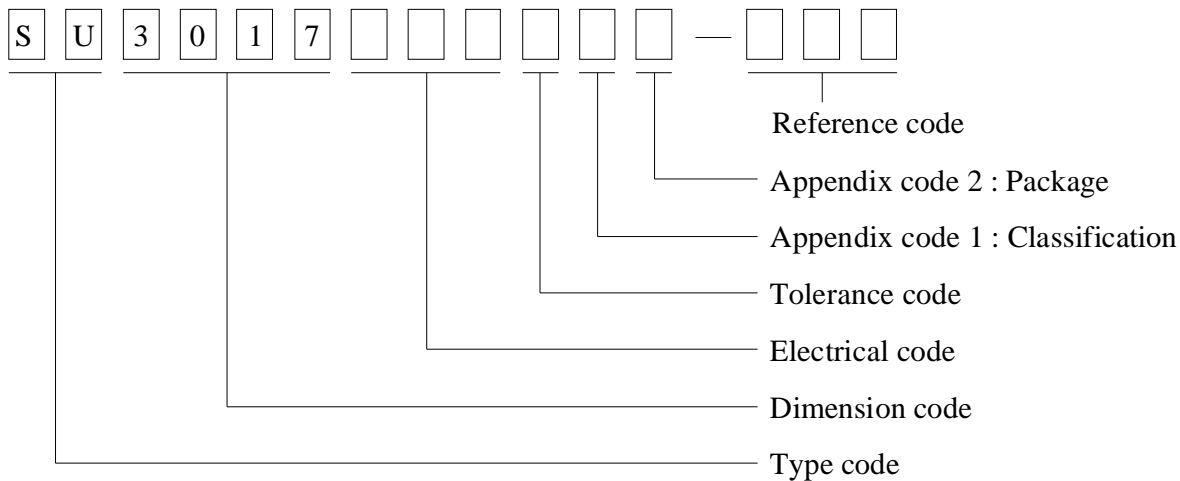 S U 3 0 1 7 —
Reference code
Appendix code 2 : Package
Appendix code 1 : Classification
Tolerance code
Electrical code
Dimension code
Type code